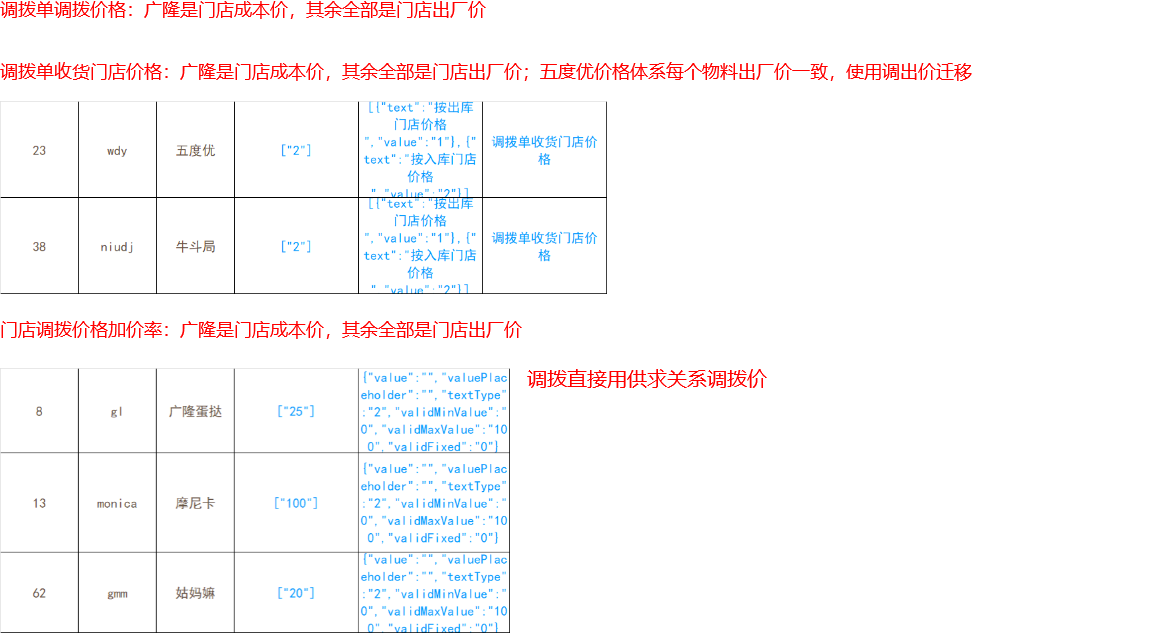 调拨单调拨价格：广隆是门店成本价，其余全部是门店出厂价
调拨单收货门店价格：广隆是门店成本价，其余全部是门店出厂价；五度优价格体系每个物料出厂价一致，使用调出价迁移
23 wdy 五度优 ["2"]
[{"text":"按出库
门店价格
","value":"1"},{"
text":"按入库门店
价格
","value":"2"}]
调拨单收货门店价
格
38 niudj 牛斗局 ["2"]
[{"text":"按出库
门店价格
","value":"1"},{"
text":"按入库门店
价格
","value":"2"}]
调拨单收货门店价
格
门店调拨价格加价率：广隆是门店成本价，其余全部是门店出厂价
调拨直接用供求关系调拨价
8 gl 广隆蛋挞 ["25"]
{"value":"","valuePlac
eholder":"","textType"
:"2","validMinValue":"
0","validMaxValue":"10
0","validFixed":"0"}
13 monica 摩尼卡 ["100"]
{"value":"","valuePlac
eholder":"","textType"
:"2","validMinValue":"
0","validMaxValue":"10
0","validFixed":"0"}
62 gmm 姑妈嫲 ["20"]
{"value":"","valuePlac
eholder":"","textType"
:"2","validMinValue":"
0","validMaxValue":"10
0","validFixed":"0"}